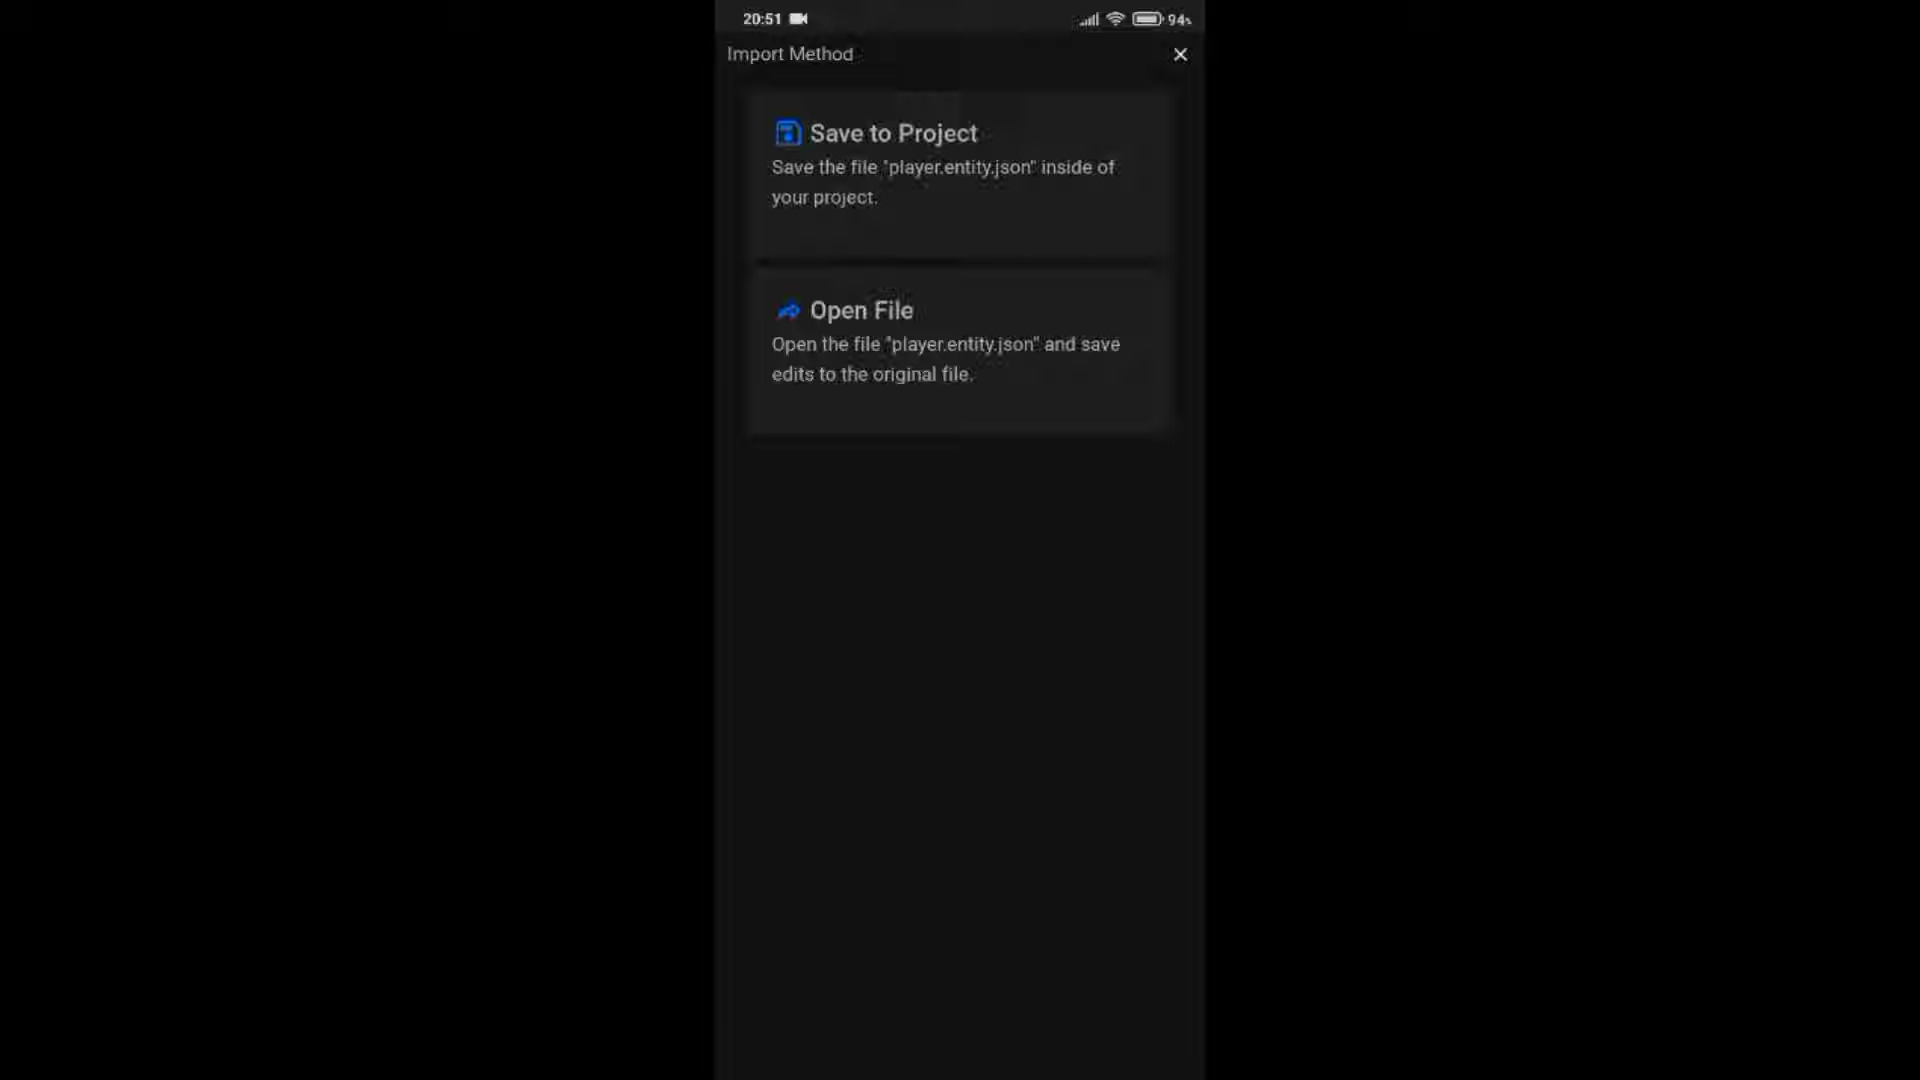 20:51
94%
Import Method
Save to Project
Save the file "player.entity.json" inside of
your project.
Open File
Open the file "player.entity.json" and save
edits to the original file.